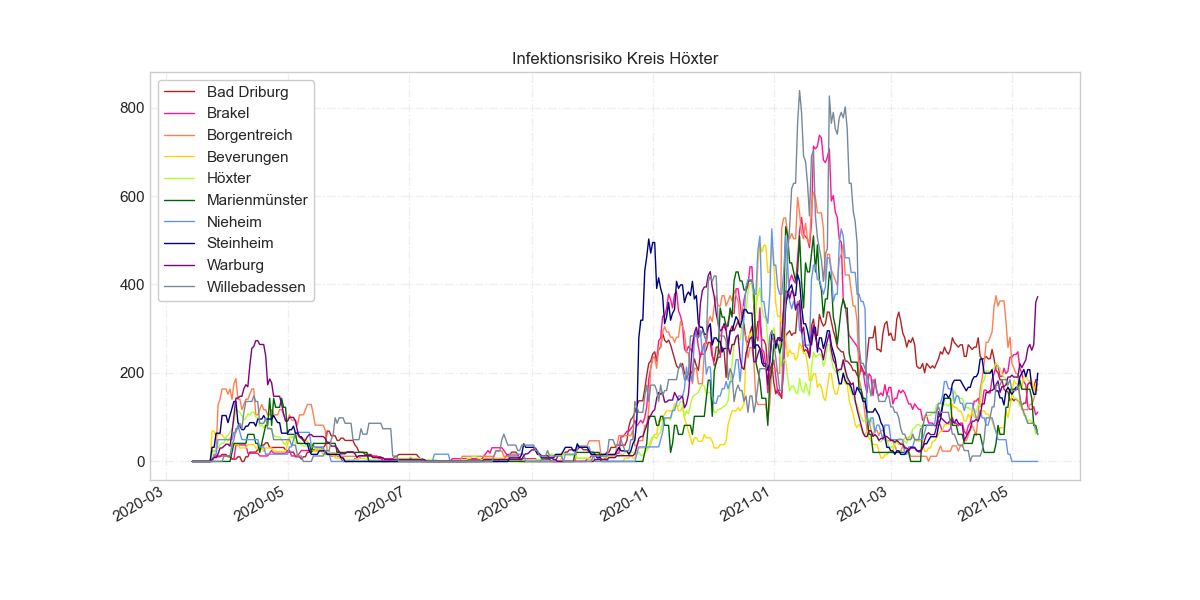 Infektionsrisiko Kreis Höxter
Bad Driburg
Brakel
Borgentreich
Beverungen
Höxter
Marienmünster
Nieheim
Steinheim
Warburg
Willebadessen
800
600
400
200
0
2020-03
2020-05
2020-07
2020-09
2020-11
2021-01
2021-03
2021-05